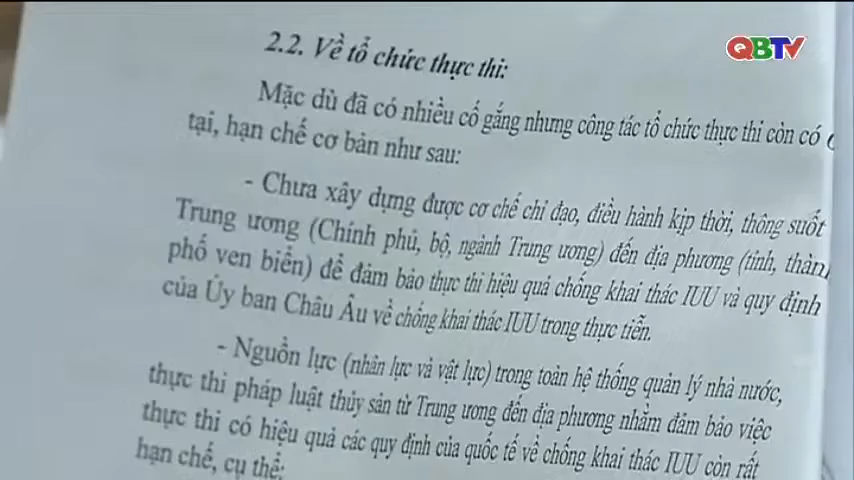 QBTV
2.2. Về tổ chức thực thi:
Mặc dù đã có nhiều cố gắng nhưng công tác tổ chức thực thi còn có
tại, hạn chế cơ bản như sau:
- Chưa xây dựng được cơ chế chỉ đạo, điều hành kịp thời, thông suốt
Trung ương (Chính phủ, bộ, ngành Trung ương) đến địa phương (tỉnh, thành
phố ven biển) để đảm bảo thực thi hiệu quả chống khai thác IUU và quy định
của Ủy ban Châu Âu về chống khai thác IUU trong thực tiễn.
- Nguồn lực (nhân lực và vật lực) trong toàn hệ thống quản lý nhà nước,
thực thi pháp luật thủy sản từ Trung ương đến địa phương nhằm đảm bảo việc
thực thi có hiệu quả các quy định của quốc tế về chống khai thác IUU còn rất
hạn chế, cụ thể: